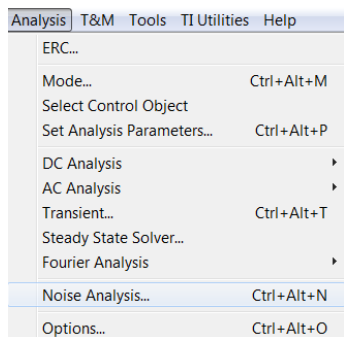 Analysis T&M Tools TI Utilities Help
ERC...
Mode... Ctrl+Alt+M
Select Control Object
Set Analysis Parameters... Ctrl+Alt+P
DC Analysis
AC Analysis
Transient... Ctrl+Alt+T
Steady State Solver...
Fourier Analysis
Noise Analysis... Ctrl+Alt+N
Options... Ctrl+Alt+O